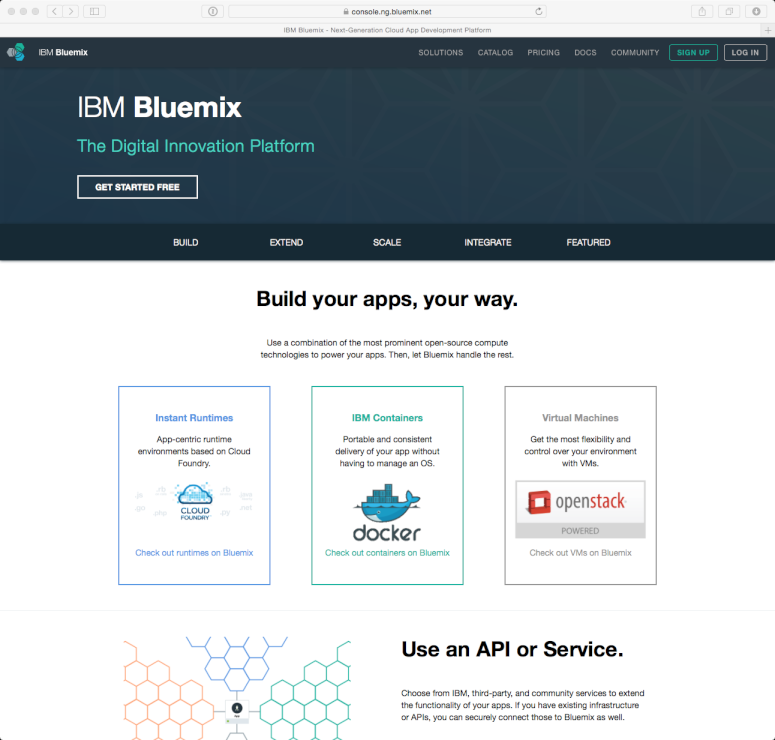 console.ng.bluemix.net
IBM Bluemix - Next-Generation Cloud App Development Platform
IBM Bluemix
SOLUTIONS CATALOG PRICING DOCS COMMUNITY SIGN UP LOG IN
IBM Bluemix
The Digital Innovation Platform
GET STARTED FREE
BUILD EXTEND SCALE INTEGRATE FEATURED
Build your apps, your way.
Use a combination of the most prominent open-source compute
technologies to power your apps. Then, let Bluemix handle the rest.
Instant Runtimes
App-centric runtime
environments based on Cloud
Foundry.
.js .rb .rb
.go .php .py .net
CLOUD
FOUNDRY
Check out runtimes on Bluemix
IBM Containers
Portable and consistent
delivery of your app without
having to manage an OS.
docker
Check out containers on Bluemix
Virtual Machines
Get the most flexibility and
control over your environment
with VMs.
openstack
POWERED
Check out VMs on Bluemix
Use an API or Service.
Choose from IBM, third-party, and community services to extend
the functionality of your apps. If you have existing infrastructure
or APIs, you can securely connect those to Bluemix as well.
App